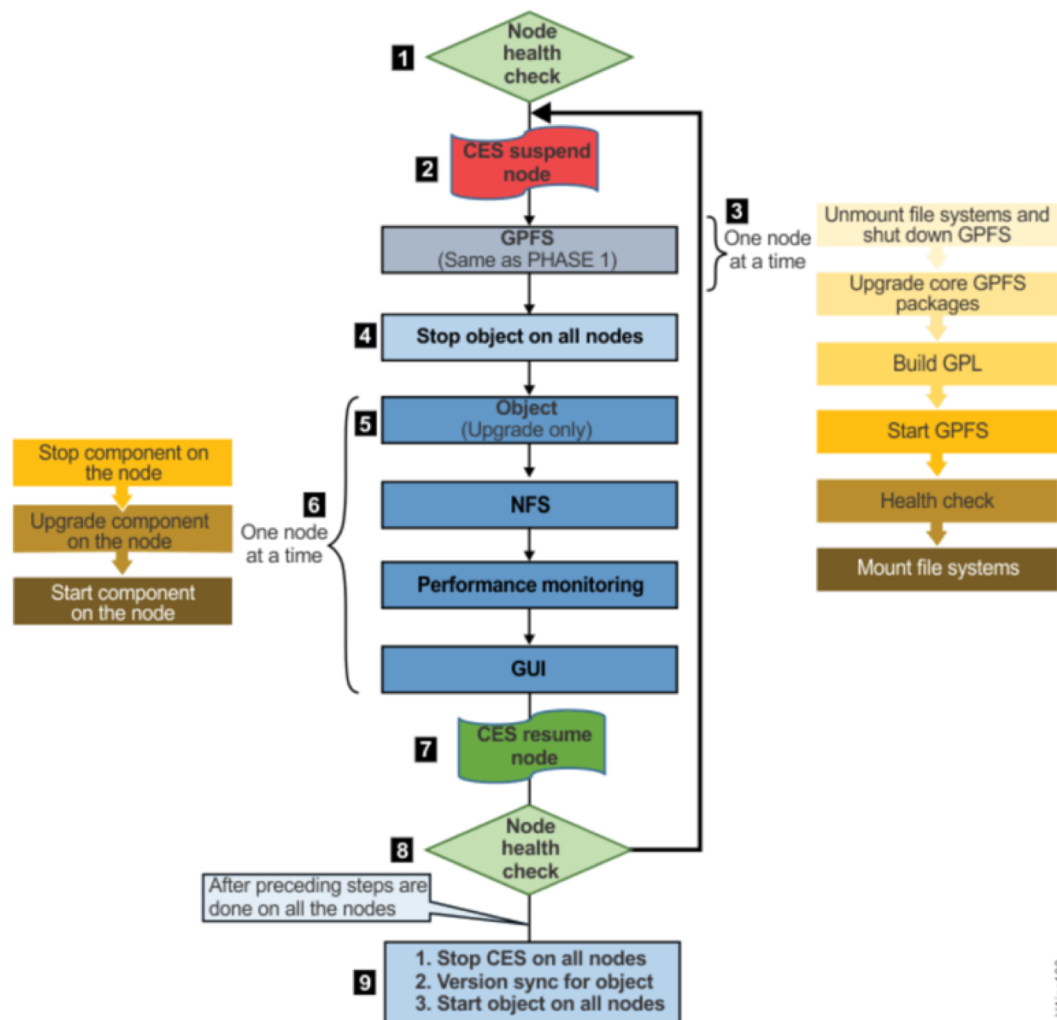 1
Node
health
check
2
CES suspend
node
GPFS
(Same as PHASE 1)
3
One node
at a time
Unmount file systems and
shut down GPFS
Upgrade core GPFS
packages
Build GPL
Start GPFS
Health check
Mount file systems
4
Stop object on all nodes
5
Object
(Upgrade only)
NFS
Performance monitoring
GUI
6
One node
at a time
Stop component on
the node
Upgrade component
on the node
Start component
on the node
7
CES resume
node
8
Node
health
check
After preceding steps are
done on all the nodes
9
1. Stop CES on all nodes
2. Version sync for object
3. Start object on all nodes